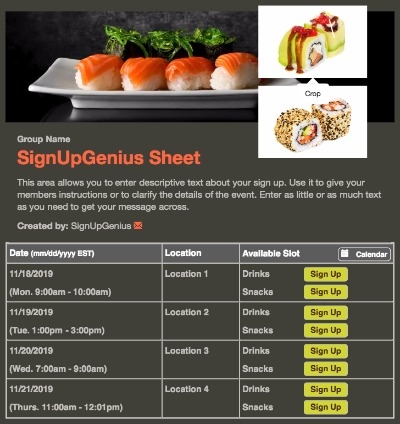 Crop
Group Name
SignUpGenius Sheet
This area allows you to enter descriptive text about your sign up. Use it to give your
members instructions or to clarify the details of the event. Enter as little or as much text
as you need to get your message across.
Created by: SignUpGenius
Date (mm/dd/yyyy EST) Location Available Slot Calendar
11/18/2019 Location 1 Drinks Sign Up
(Mon. 9:00am - 10:00am) Snacks Sign Up
11/19/2019 Location 2 Drinks Sign Up
(Tue. 1:00pm - 3:00pm) Snacks Sign Up
11/20/2019 Location 3 Drinks Sign Up
(Wed. 7:00am - 9:00am) Snacks Sign Up
11/21/2019 Location 4 Drinks Sign Up
(Thurs. 11:00am - 12:01pm) Snacks Sign Up